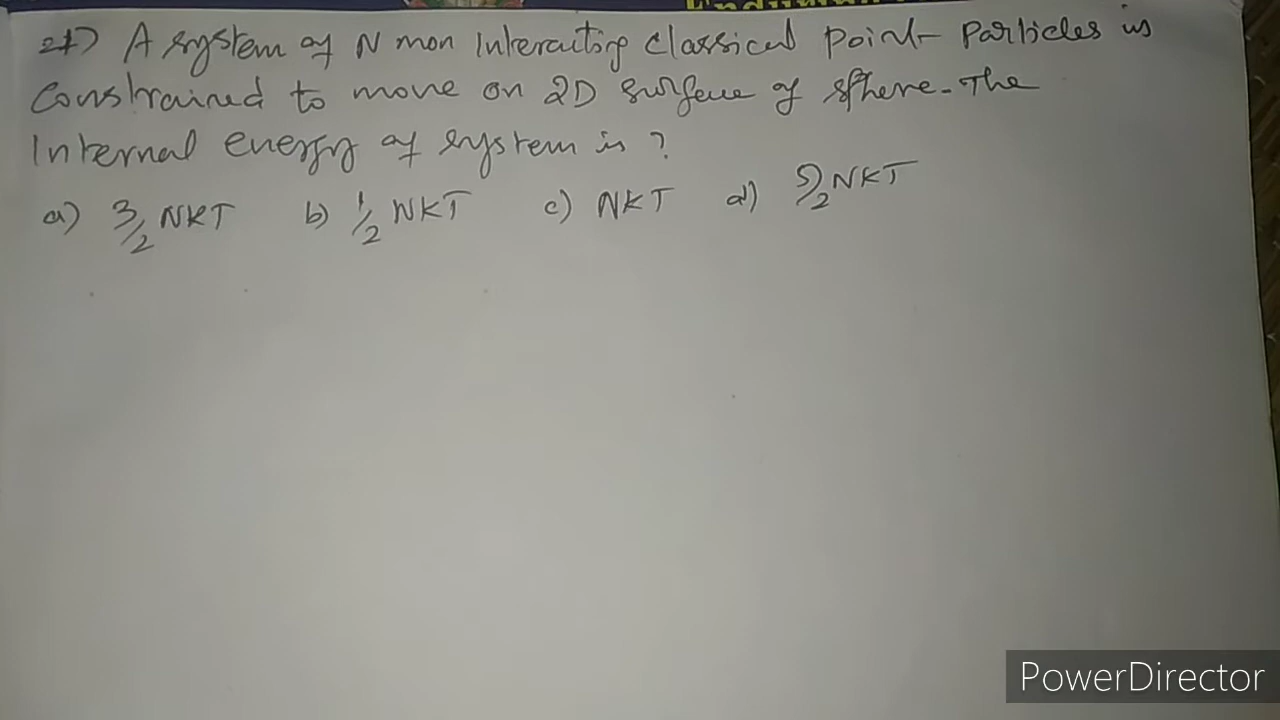 27) A system of N non Interacting classical point particles is
constrained to move on 2D surface of sphere. The
Internal energy of system is ?
a) 3/2 NKT b) 1/2 NKT c) NKT d) 5/2 NKT
PowerDirector